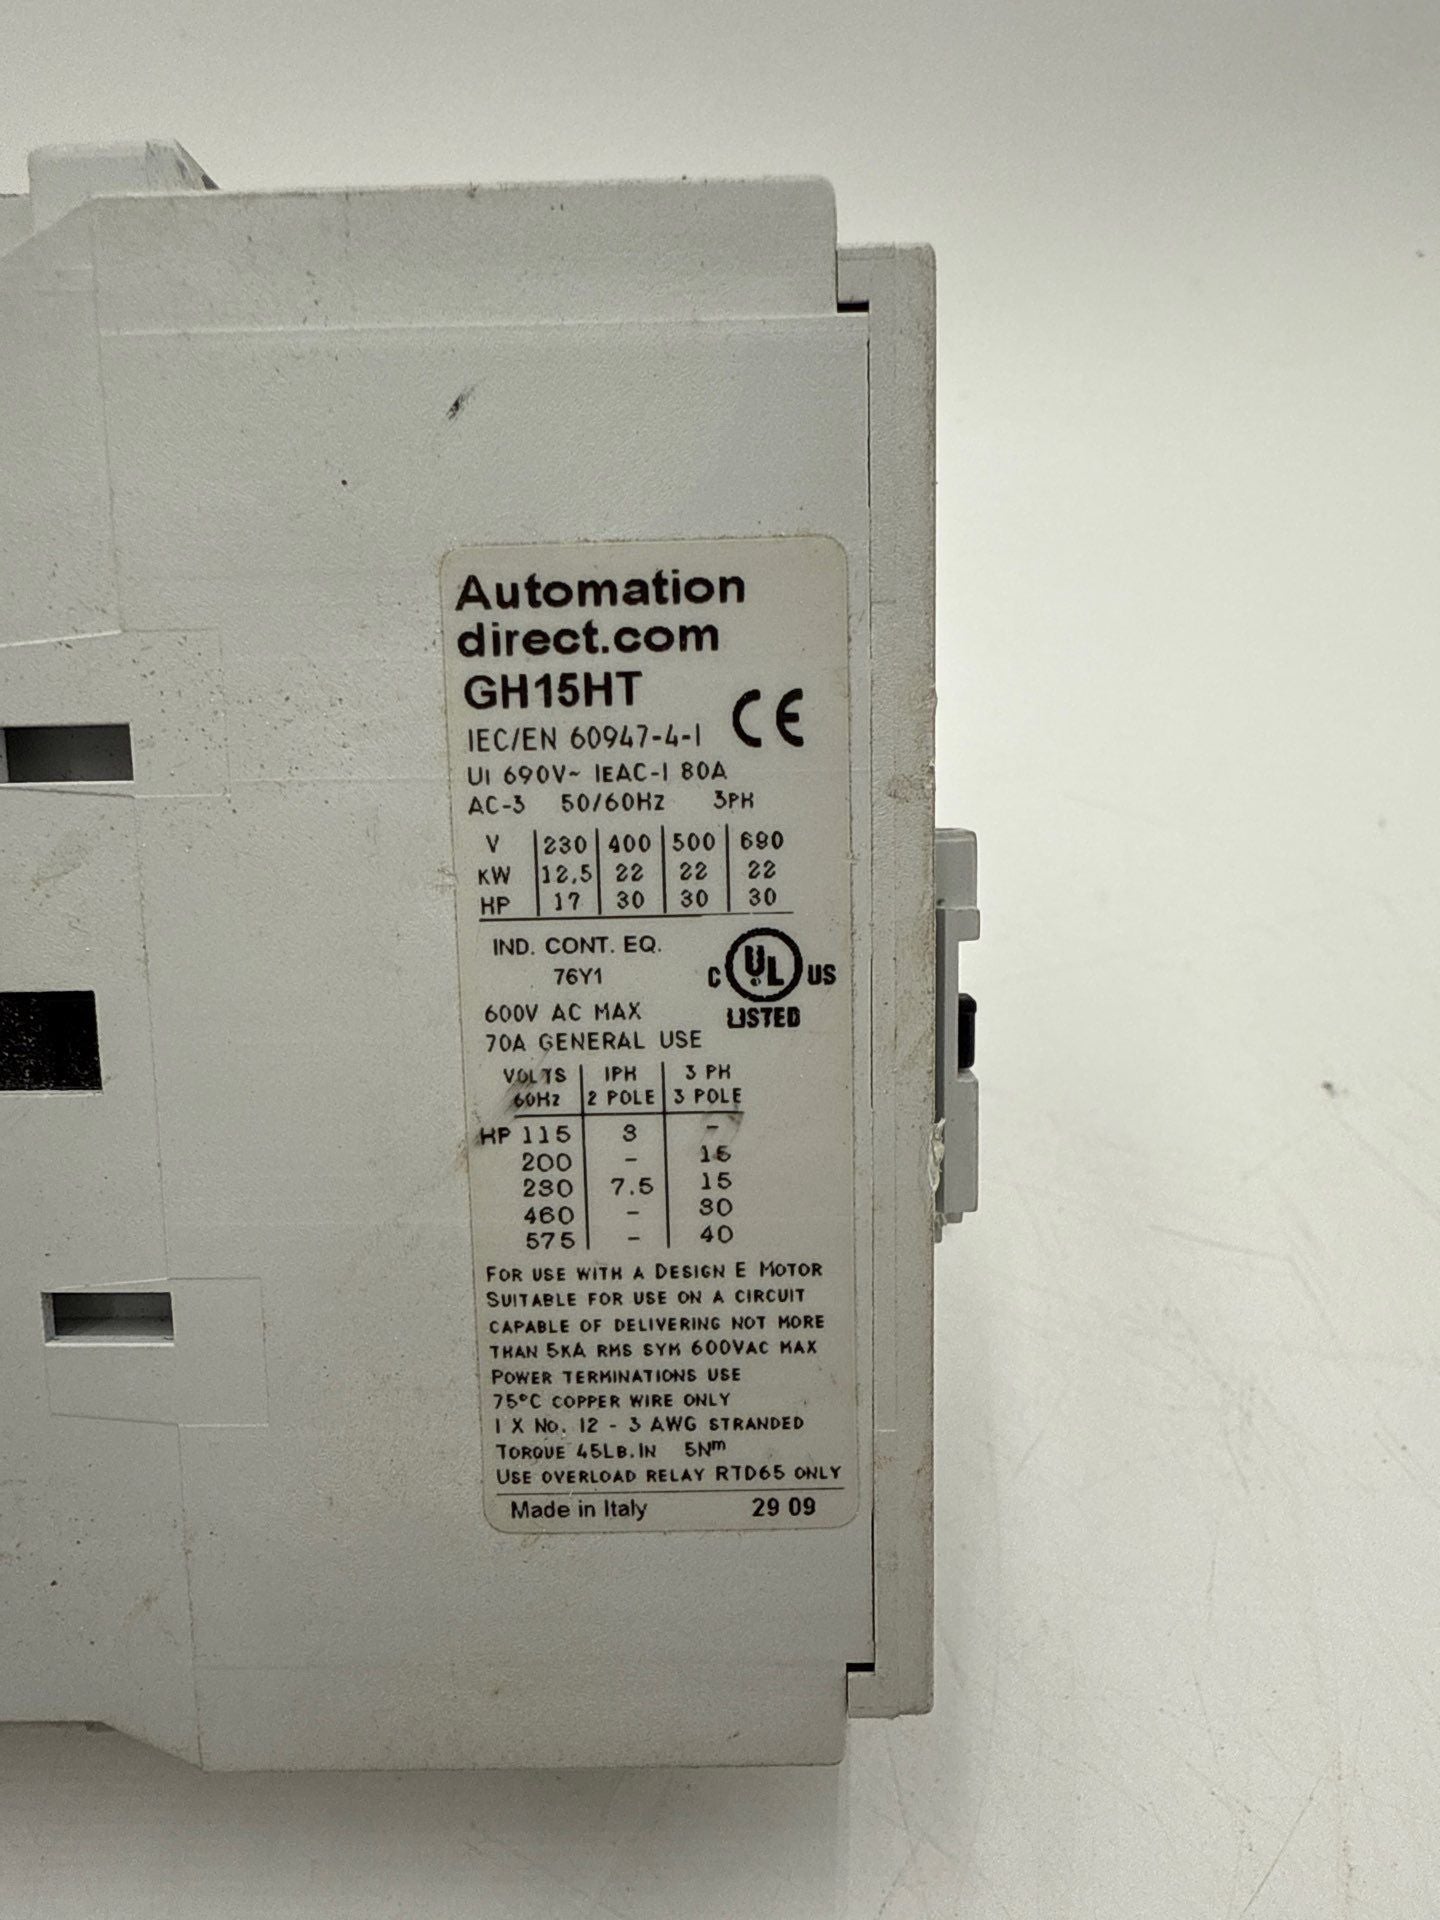 Automation
direct.com
GH15HT
CE
IEC/EN 60947-4-1
UI 690V~ IEAC-1 80A
AC-3 50/60Hz 3PH
V 230 400 500 690
KW 12,5 22 22 22
HP 17 30 30 30
IND. CONT. EQ.
76Y1
C UL US
LISTED
600V AC MAX
70A GENERAL USE
VOLTS 1PH 3 PH
60Hz 2 POLE 3 POLE
HP 115 3 -
200 - 15
230 7.5 15
460 - 30
575 - 40
FOR USE WITH A DESIGN E MOTOR
SUITABLE FOR USE ON A CIRCUIT
CAPABLE OF DELIVERING NOT MORE
THAN 5KA RMS SYM 600VAC MAX
POWER TERMINATIONS USE
75°C COPPER WIRE ONLY
1 X NO. 12 - 3 AWG STRANDED
TORQUE 45LB.IN 5Nm
USE OVERLOAD RELAY RTD65 ONLY
Made in Italy 29 09